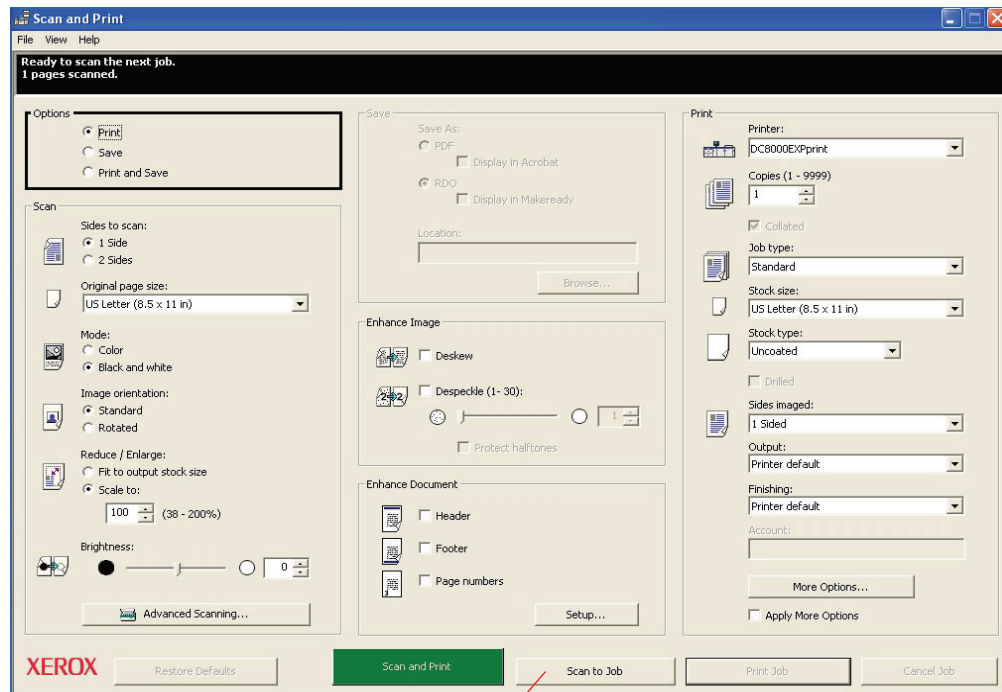 Scan and Print
File View Help
Ready to scan the next job.
1 pages scanned.
Options
Print
Save
Print and Save
Scan
Sides to scan:
1 Side
2 Sides
Original page size:
US Letter (8.5 x 11 in)
Mode:
Color
Black and white
Image orientation:
Standard
Rotated
Reduce / Enlarge:
Fit to output stock size
Scale to:
100 (38 - 200%)
Brightness:
0
Advanced Scanning...
Save
Save As:
PDF
Display in Acrobat
RDO
Display in Makeready
Location:
Browse...
Enhance Image
Deskew
Despeckle (1- 30):
1
Protect halftones
Enhance Document
Header
Footer
Page numbers
Setup...
Print
Printer:
DC8000EXPprint
Copies (1 - 9999)
1
Collated
Job type:
Standard
Stock size:
US Letter (8.5 x 11 in)
Stock type:
Uncoated
Drilled
Sides imaged:
1 Sided
Output:
Printer default
Finishing:
Printer default
Account:
More Options...
Apply More Options
XEROX Restore Defaults Scan and Print Scan to Job Print Job Cancel Job